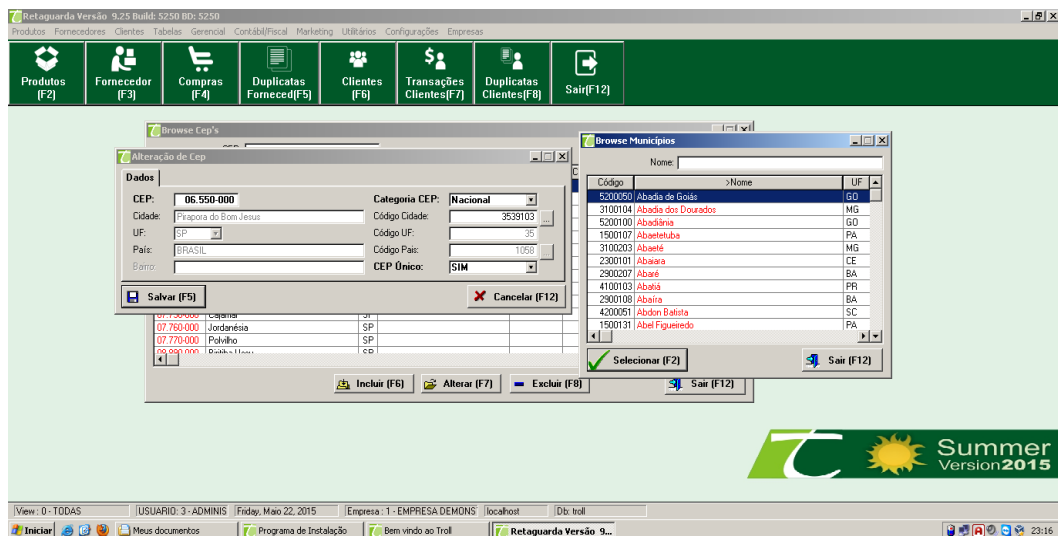 Retaguarda Versão 9.25 Build: 5250 BD: 5250
Produtos Fornecedores Clientes Tabelas Gerencial Contábil/Fiscal Marketing Utilitários Configurações Empresas
Produtos (F2)
Fornecedor (F3)
Compras (F4)
Duplicatas Forneced(F5)
Clientes (F6)
Transações Clientes(F7)
Duplicatas Clientes(F8)
Sair(F12)
Browse Cep's
Alteração de Cep
Dados
CEP: 06.550-000 Categoria CEP: Nacional
Cidade: Pirapora do Bom Jesus Código Cidade: 3539103 ...
UF: SP Código UF: 35
País: BRASIL Código Pais: 1058 ...
Bairro: CEP Único: SIM
Salvar (F5) Cancelar (F12)
07.760-000 Jordanésia SP
07.770-000 Polvilho SP
Incluir (F6) Alterar (F7) Excluir (F8) Sair (F12)
Browse Municípios
Nome:
Código >Nome UF
5200050 Abadia de Goiás GO
3100104 Abadia dos Dourados MG
5200100 Abadiânia GO
1500107 Abaetetuba PA
3100203 Abaeté MG
2300101 Abaiara CE
2900207 Abaré BA
4100103 Abatiá PR
2900108 Abaíra BA
4200051 Abdon Batista SC
1500131 Abel Figueiredo PA
Selecionar (F2) Sair (F12)
Summer
Version2015
View : 0 - TODAS USUARIO: 3 - ADMINIS Friday, Maio 22, 2015 Empresa : 1 - EMPRESA DEMONS localhost Db: troll
Iniciar Meus documentos Programa de Instalação Bem vindo ao Troll Retaguarda Versão 9... 23:16